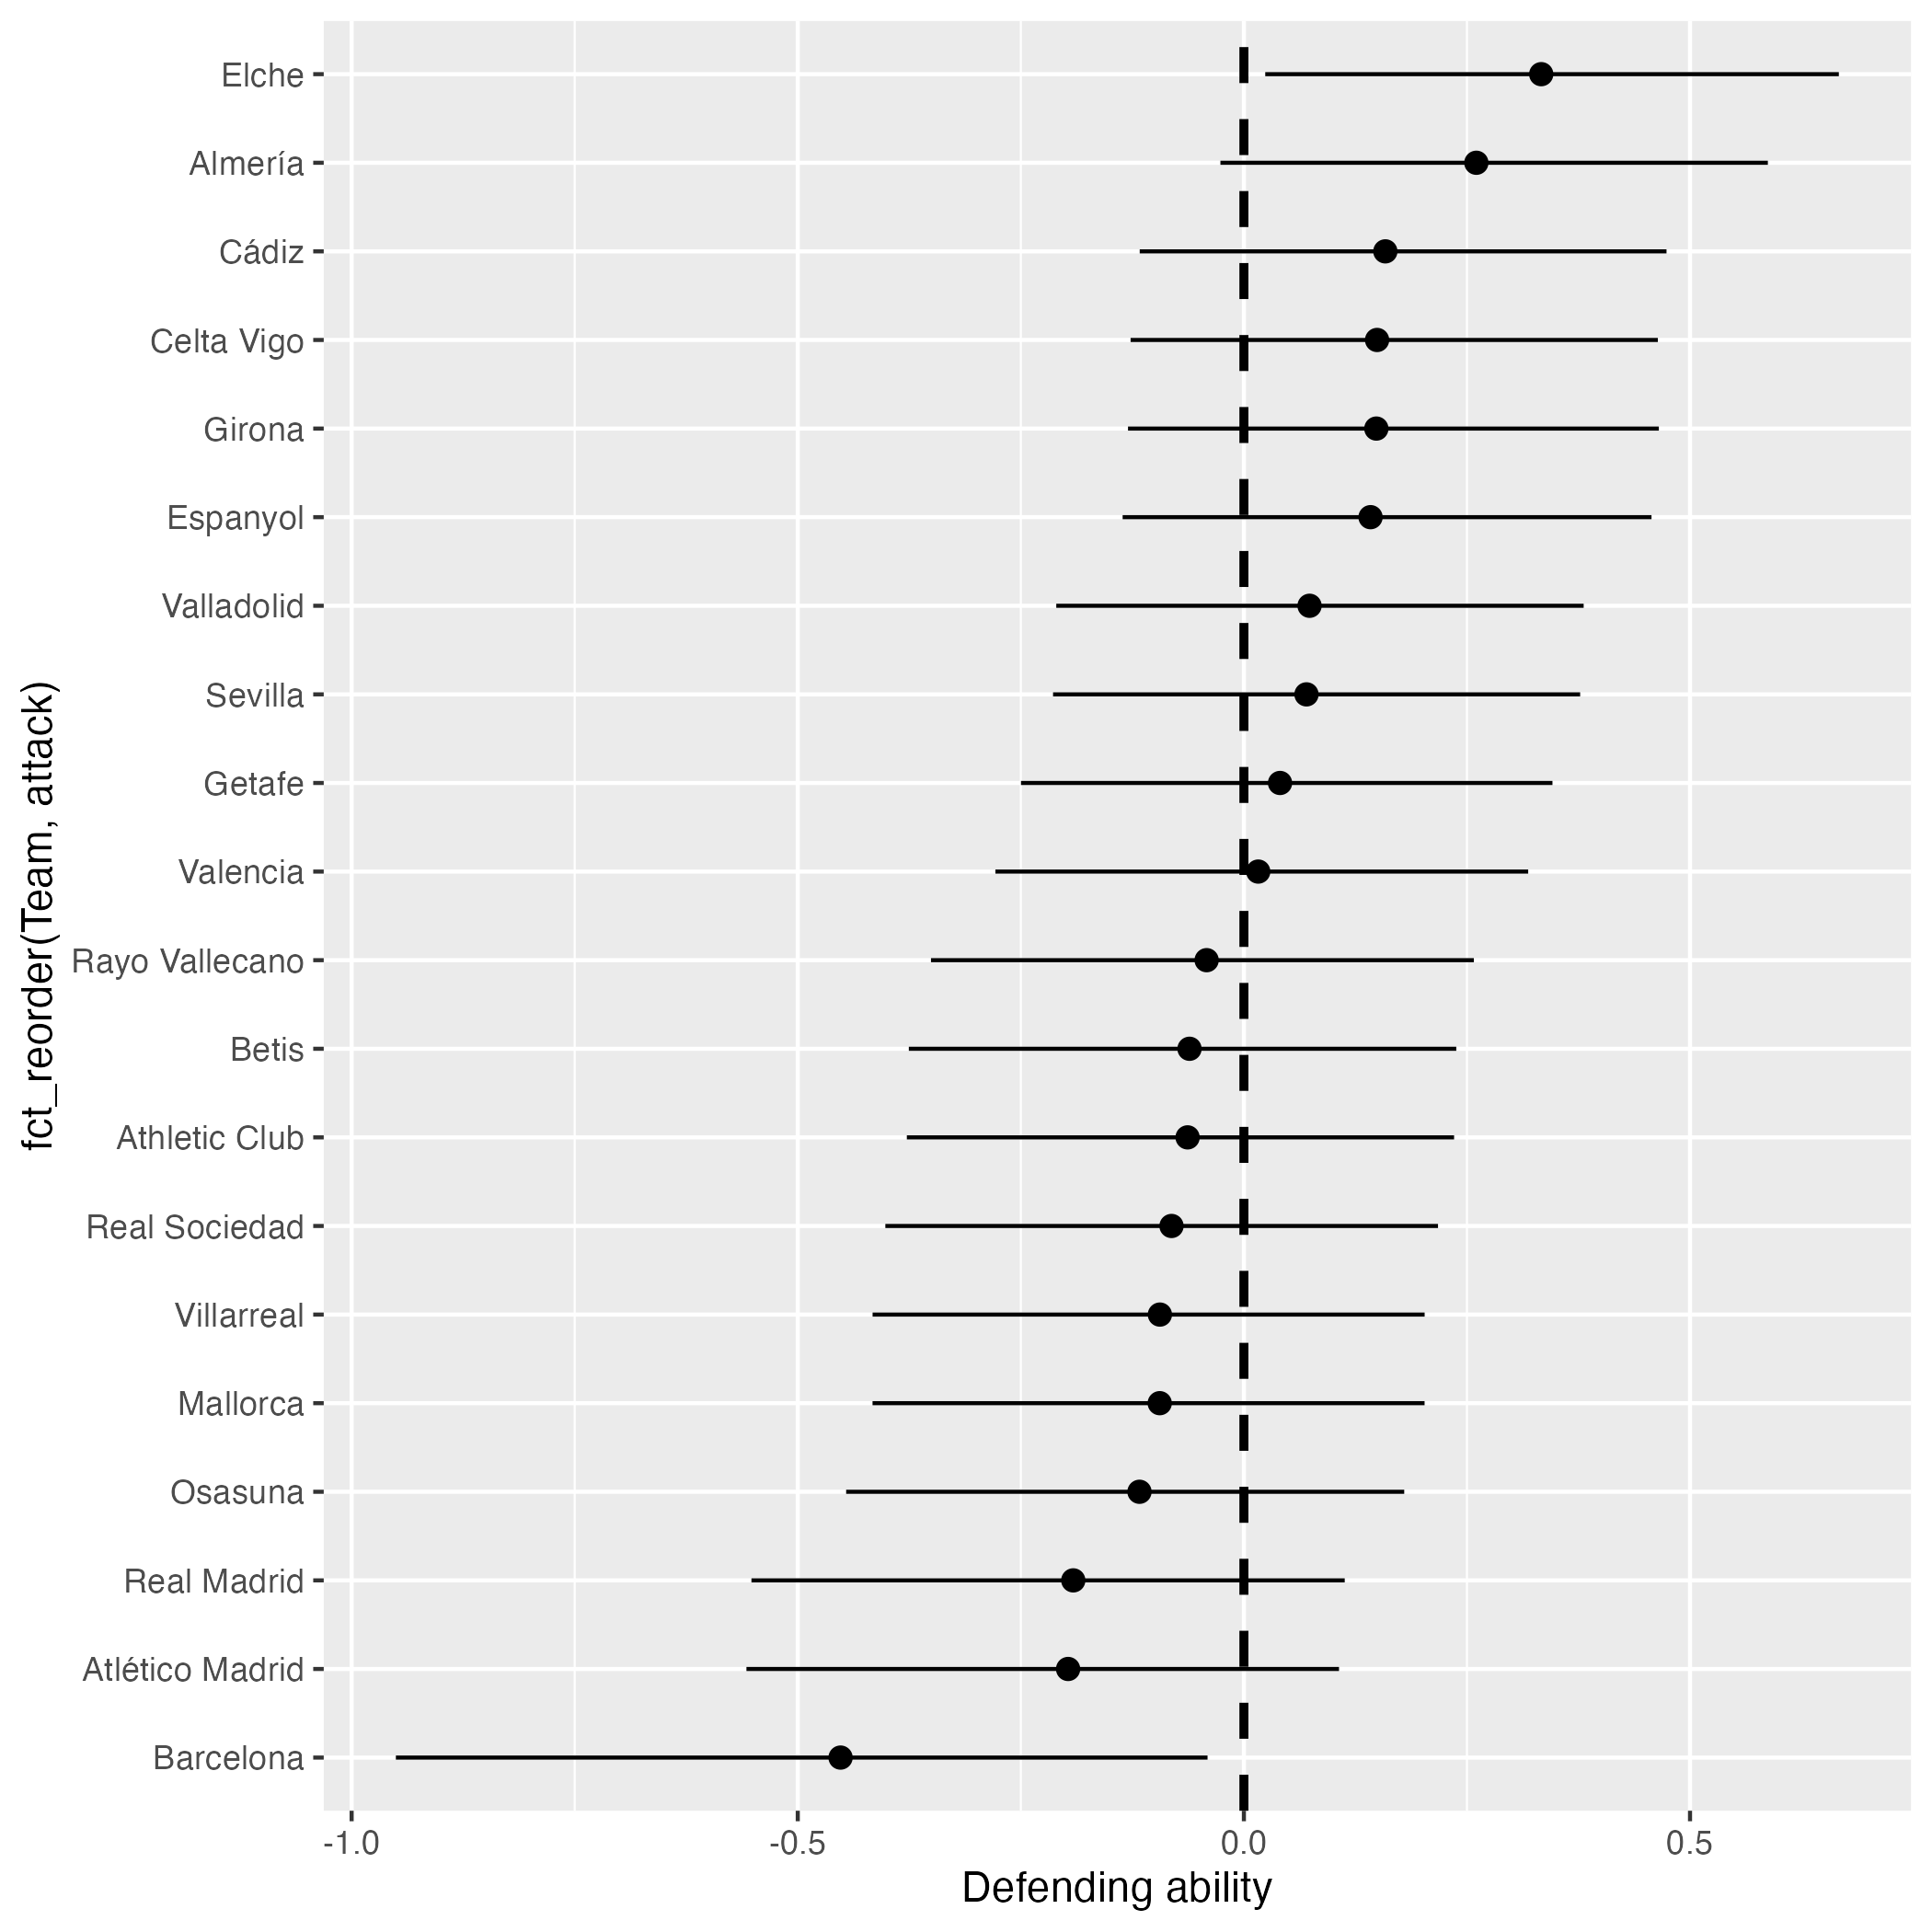 fct_reorder(Team, attack)
Elche
Almería
Cádiz
Celta Vigo
Girona
Espanyol
Valladolid
Sevilla
Getafe
Valencia
Rayo Vallecano
Betis
Athletic Club
Real Sociedad
Villarreal
Mallorca
Osasuna
Real Madrid
Atlético Madrid
Barcelona
-1.0 -0.5 0.0 0.5
Defending ability